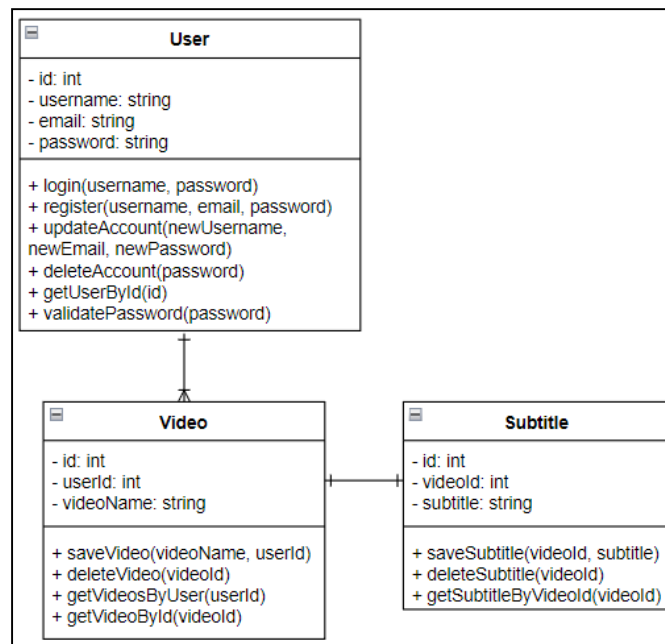 User
- id: int
- username: string
- email: string
- password: string
+ login(username, password)
+ register(username, email, password)
+ updateAccount(newUsername,
newEmail, newPassword)
+ deleteAccount(password)
+ getUserById(id)
+ validatePassword(password)
Video
- id: int
- userId: int
- videoName: string
+ saveVideo(videoName, userId)
+ deleteVideo(videoId)
+ getVideosByUser(userId)
+ getVideoById(videoId)
Subtitle
- id: int
- videoId: int
- subtitle: string
+ saveSubtitle(videoId, subtitle)
+ deleteSubtitle(videoId)
+ getSubtitleByVideoId(videoId)